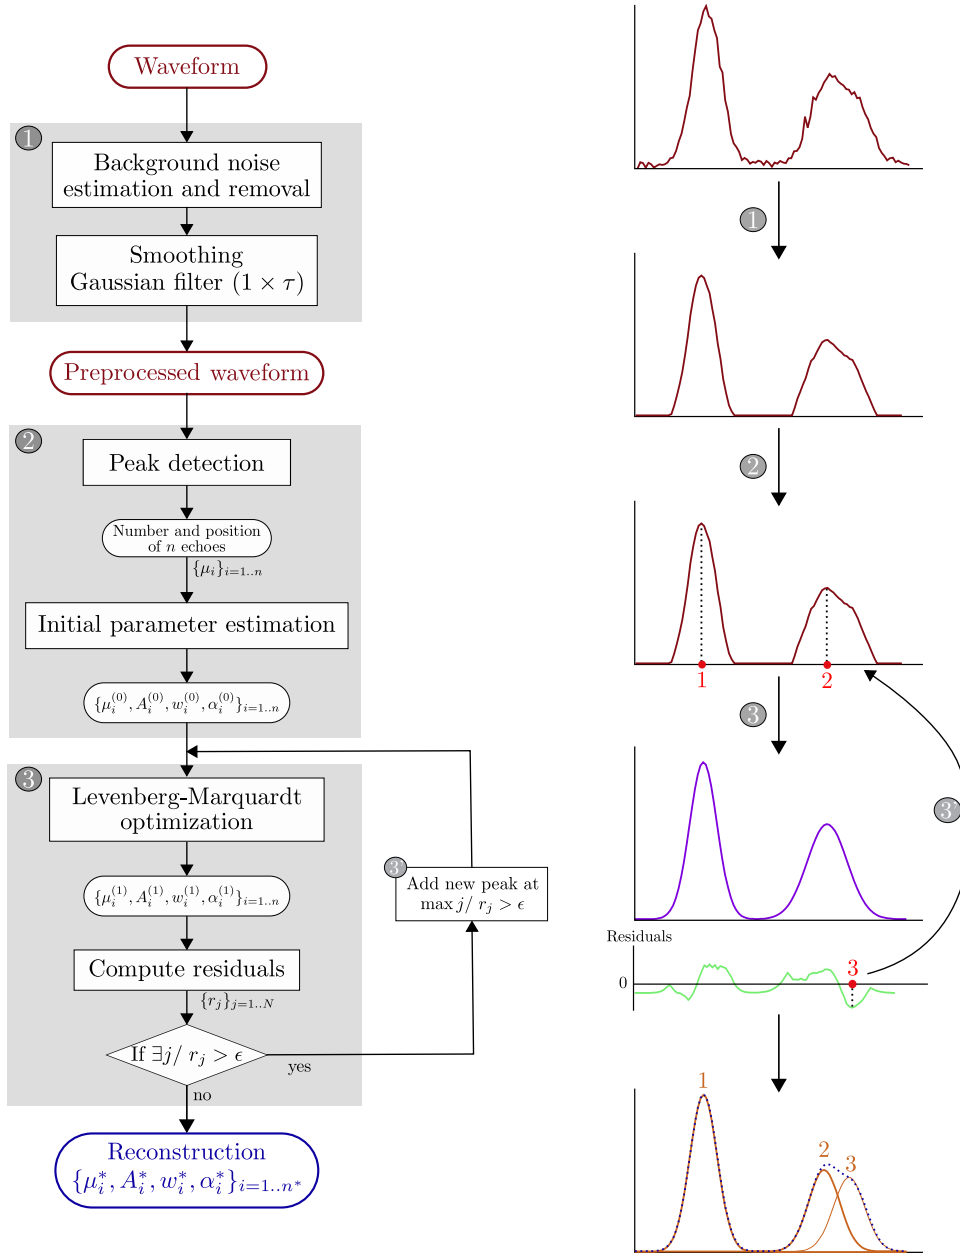 Waveform
1
Background noise
estimation and removal
Smoothing
Gaussian filter (1 × τ)
Preprocessed waveform
2
Peak detection
Number and position
of n echoes
{μ_i}_{i=1..n}
Initial parameter estimation
{μ_i^{(0)}, A_i^{(0)}, w_i^{(0)}, α_i^{(0)}}_{i=1..n}
3
Levenberg-Marquardt
optimization
{μ_i^{(1)}, A_i^{(1)}, w_i^{(1)}, α_i^{(1)}}_{i=1..n}
Compute residuals
{r_j}_{j=1..N}
If ∃j/ r_j > ϵ
yes
no
3'
Add new peak at
max j/ r_j > ϵ
Reconstruction
{μ_i^*, A_i^*, w_i^*, α_i^*}_{i=1..n^*}
1
2
1
2
3
3'
Residuals
0
3
1
2
3